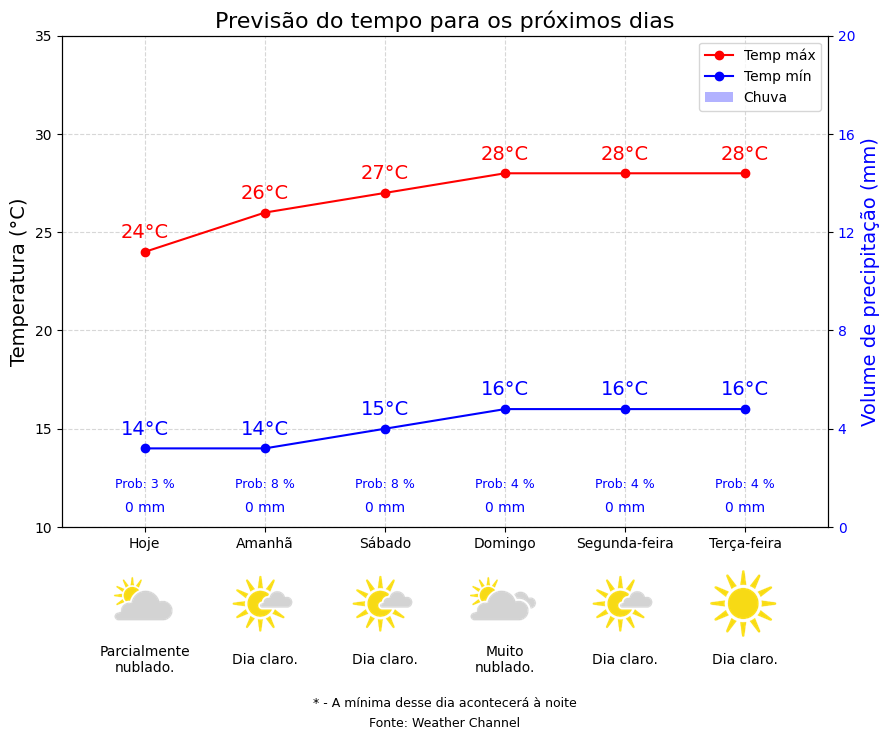 Previsão do tempo para os próximos dias
35
30
25
20
15
10
Temperatura (°C)
20
16
12
8
4
0
Volume de precipitação (mm)
Temp máx
Temp mín
Chuva
24°C
26°C
27°C
28°C
28°C
28°C
14°C
14°C
15°C
16°C
16°C
16°C
Prob: 3 %
Prob: 8 %
Prob: 8 %
Prob: 4 %
Prob: 4 %
Prob: 4 %
0 mm
0 mm
0 mm
0 mm
0 mm
0 mm
Hoje
Amanhã
Sábado
Domingo
Segunda-feira
Terça-feira
Parcialmente
nublado.
Dia claro.
Dia claro.
Muito
nublado.
Dia claro.
Dia claro.
* - A mínima desse dia acontecerá à noite
Fonte: Weather Channel